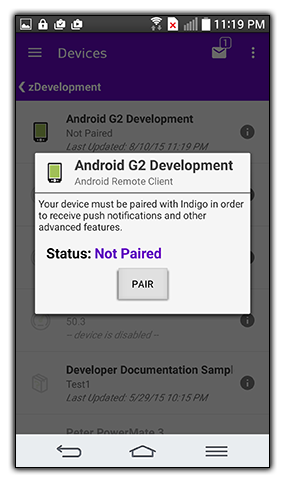 11:19 PM
Devices
1
zDevelopment
Android G2 Development
Not Paired
Last Updated: 8/10/15 11:19 PM
Android G2 Development
Android Remote Client
Your device must be paired with Indigo in order
to receive push notifications and other
advanced features.
Status: Not Paired
PAIR
50.3
-- device is disabled --
Developer Documentation Sampl
Test1
Last Updated: 5/29/15 10:15 PM
Peter PowerMate 3